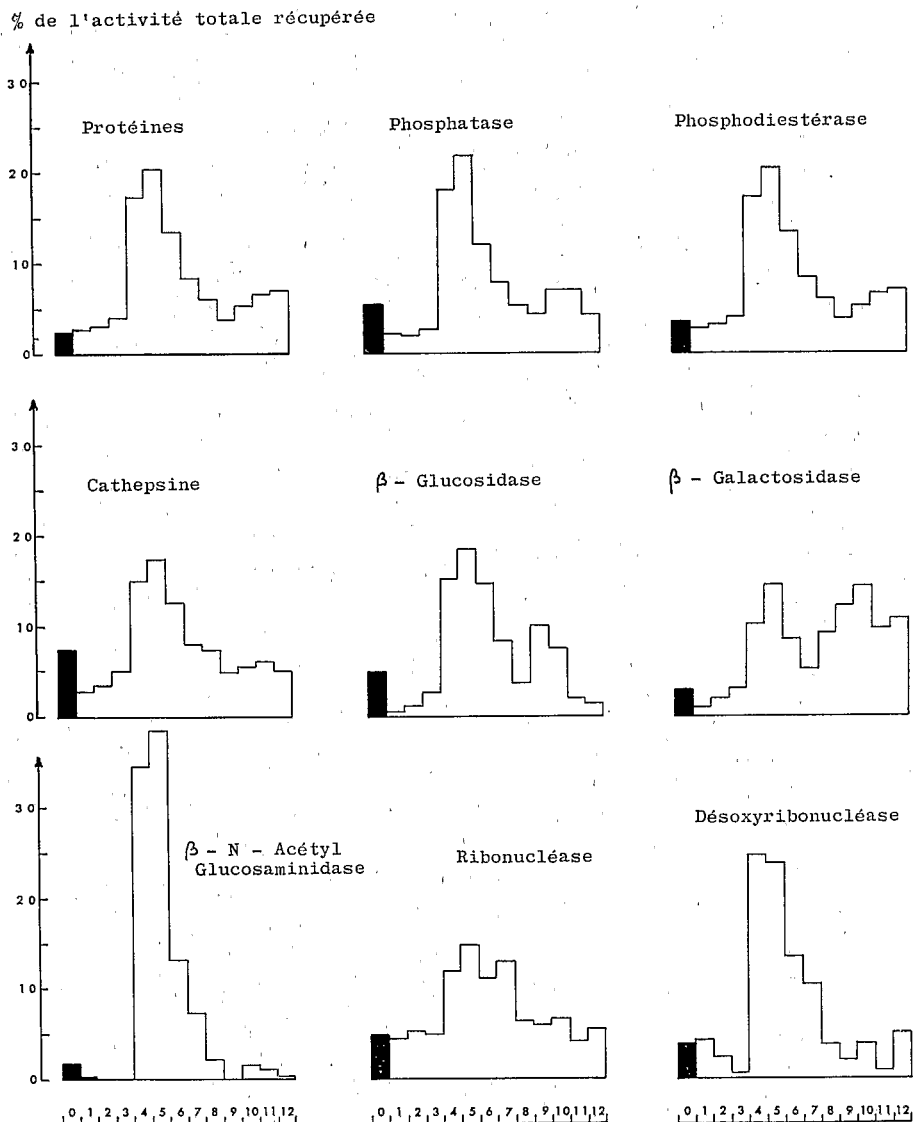 % de l'activité totale récupérée
30
20
10
0
Protéines
Phosphatase
Phosphodiestérase
30
20
10
0
Cathepsine
β - Glucosidase
β - Galactosidase
30
20
10
0
β - N - Acétyl
Glucosaminidase
Ribonucléase
Désoxyribonucléase
0 1 2 3 4 5 6 7 8 9 10 11 12
0 1 2 3 4 5 6 7 8 9 10 11 12
0 1 2 3 4 5 6 7 8 9 10 11 12